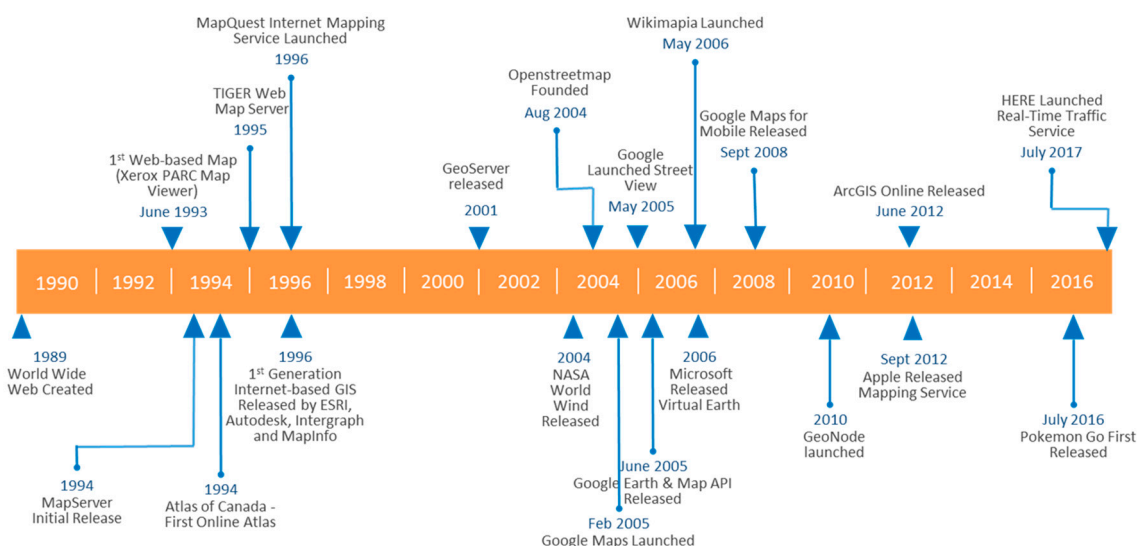 MapQuest Internet Mapping
Service Launched
1996
TIGER Web
Map Server
1995
1st Web-based Map
(Xerox PARC Map
Viewer)
June 1993
GeoServer
released
2001
Openstreetmap
Founded
Aug 2004
Google
Launched Street
View
May 2005
Wikimapia Launched
May 2006
Google Maps for
Mobile Released
Sept 2008
ArcGIS Online Released
June 2012
HERE Launched
Real-Time Traffic
Service
July 2017
1990 1992 1994 1996 1998 2000 2002 2004 2006 2008 2010 2012 2014 2016
1989
World Wide
Web Created
1994
MapServer
Initial Release
1994
Atlas of Canada -
First Online Atlas
1996
1st Generation
Internet-based GIS
Released by ESRI,
Autodesk, Intergraph
and MapInfo
2004
NASA
World
Wind
Released
Feb 2005
Google Maps Launched
June 2005
Google Earth & Map API
Released
2006
Microsoft
Released
Virtual Earth
2010
GeoNode
launched
Sept 2012
Apple Released
Mapping Service
July 2016
Pokemon Go First
Released